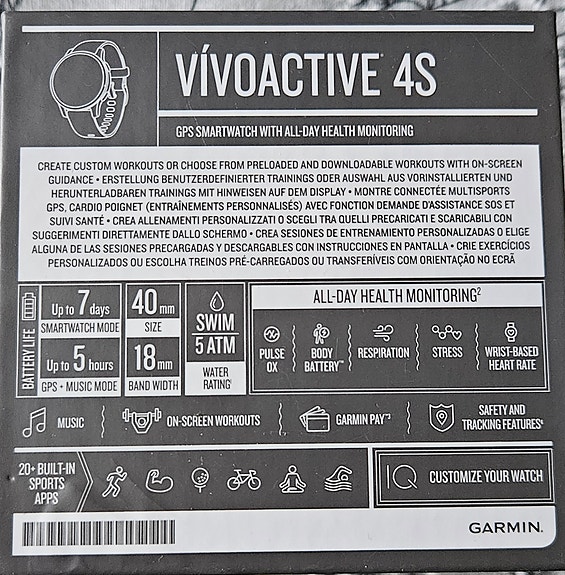 VÍVOACTIVE® 4S
GPS SMARTWATCH WITH ALL-DAY HEALTH MONITORING
CREATE CUSTOM WORKOUTS OR CHOOSE FROM PRELOADED AND DOWNLOADABLE WORKOUTS WITH ON-SCREEN
GUIDANCE • ERSTELLUNG BENUTZERDEFINIERTER TRAININGS ODER AUSWAHL AUS VORINSTALLIERTEN UND
HERUNTERLADBAREN TRAININGS MIT HINWEISEN AUF DEM DISPLAY • MONTRE CONNECTÉE MULTISPORTS
GPS, CARDIO POIGNET (ENTRAÎNEMENTS PERSONNALISÉS) AVEC FONCTION DEMANDE D'ASSISTANCE SOS ET
SUIVI SANTÉ • CREA ALLENAMENTI PERSONALIZZATI O SCEGLI TRA QUELLI PRECARICATI E SCARICABILI CON
SUGGERIMENTI DIRETTAMENTE DALLO SCHERMO • CREA SESIONES DE ENTRENAMIENTO PERSONALIZADAS O ELIGE
ALGUNA DE LAS SESIONES PRECARGADAS Y DESCARGABLES CON INSTRUCCIONES EN PANTALLA • CRIE EXERCÍCIOS
PERSONALIZADOS OU ESCOLHA TREINOS PRÉ-CARREGADOS OU TRANSFERÍVEIS COM ORIENTAÇÃO NO ECRÃ
BATTERY LIFE
Up to 7 days
SMARTWATCH MODE
Up to 5 hours
GPS + MUSIC MODE
40 mm
SIZE
18 mm
BAND WIDTH
SWIM
5 ATM
WATER
RATING¹
ALL-DAY HEALTH MONITORING²
PULSE
OX
BODY
BATTERY™
RESPIRATION
STRESS
WRIST-BASED
HEART RATE
MUSIC
ON-SCREEN WORKOUTS
GARMIN PAY™³
SAFETY AND
TRACKING FEATURES⁴
20+ BUILT-IN
SPORTS
APPS
IQ
CUSTOMIZE YOUR WATCH
GARMIN.